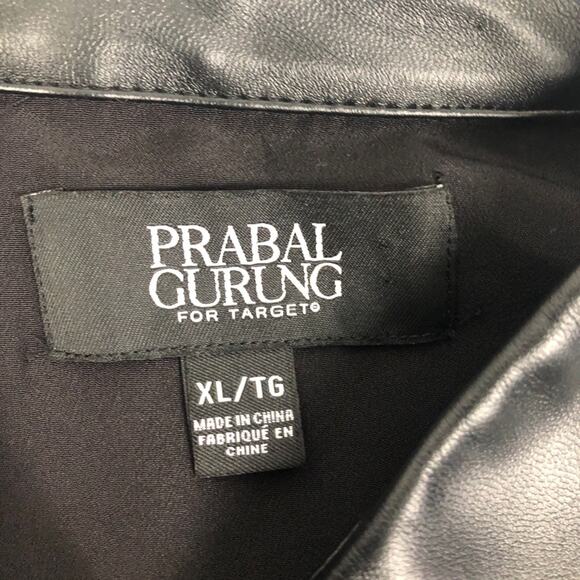 PRABAL
GURUNG
FOR TARGET
XL/TG
MADE IN CHINA
FABRIQUÉ EN
CHINE